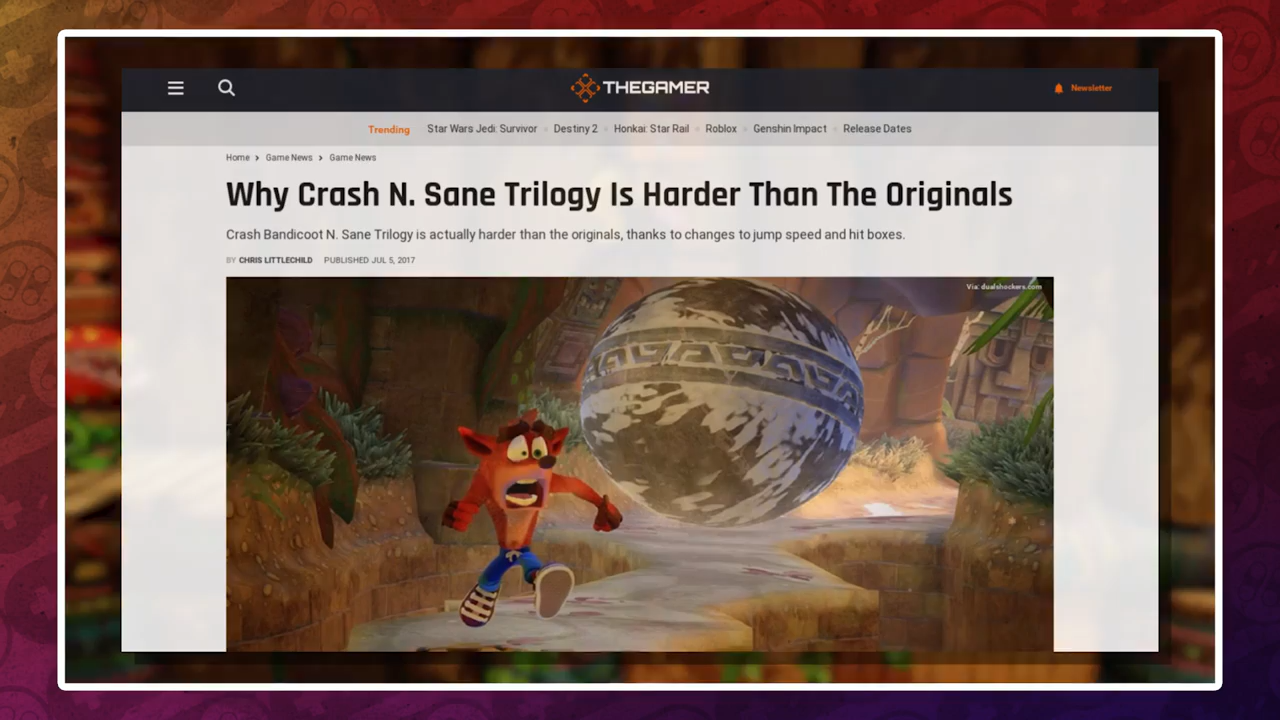 THEGAMER
Newsletter
Trending Star Wars Jedi: Survivor Destiny 2 Honkai: Star Rail Roblox Genshin Impact Release Dates
Home > Game News > Game News
Why Crash N. Sane Trilogy Is Harder Than The Originals
Crash Bandicoot N. Sane Trilogy is actually harder than the originals, thanks to changes to jump speed and hit boxes.
BY CHRIS LITTLECHILD PUBLISHED JUL 5, 2017
Via: dualshockers.com